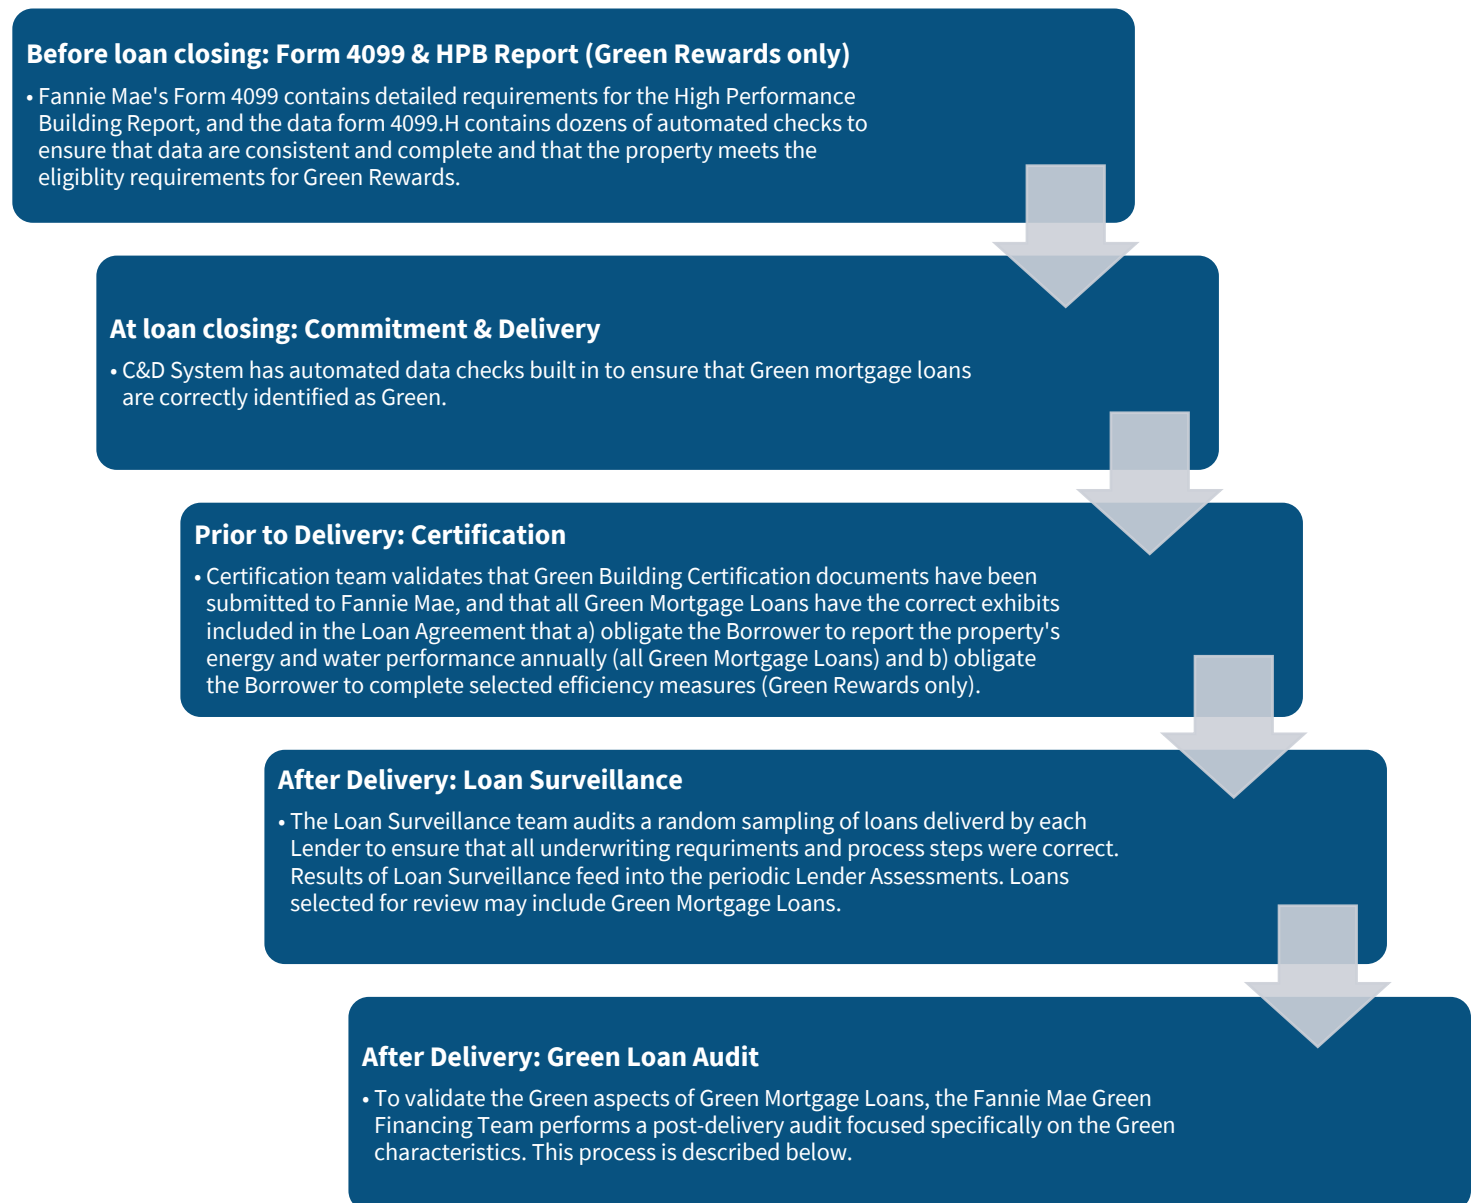 Before loan closing: Form 4099 & HPB Report (Green Rewards only)
• Fannie Mae's Form 4099 contains detailed requirements for the High Performance
Building Report, and the data form 4099.H contains dozens of automated checks to
ensure that data are consistent and complete and that the property meets the
eligiblity requirements for Green Rewards.
At loan closing: Commitment & Delivery
• C&D System has automated data checks built in to ensure that Green mortgage loans
are correctly identified as Green.
Prior to Delivery: Certification
• Certification team validates that Green Building Certification documents have been
submitted to Fannie Mae, and that all Green Mortgage Loans have the correct exhibits
included in the Loan Agreement that a) obligate the Borrower to report the property's
energy and water performance annually (all Green Mortgage Loans) and b) obligate
the Borrower to complete selected efficiency measures (Green Rewards only).
After Delivery: Loan Surveillance
• The Loan Surveillance team audits a random sampling of loans deliverd by each
Lender to ensure that all underwriting requriments and process steps were correct.
Results of Loan Surveillance feed into the periodic Lender Assessments. Loans
selected for review may include Green Mortgage Loans.
After Delivery: Green Loan Audit
• To validate the Green aspects of Green Mortgage Loans, the Fannie Mae Green
Financing Team performs a post-delivery audit focused specifically on the Green
characteristics. This process is described below.